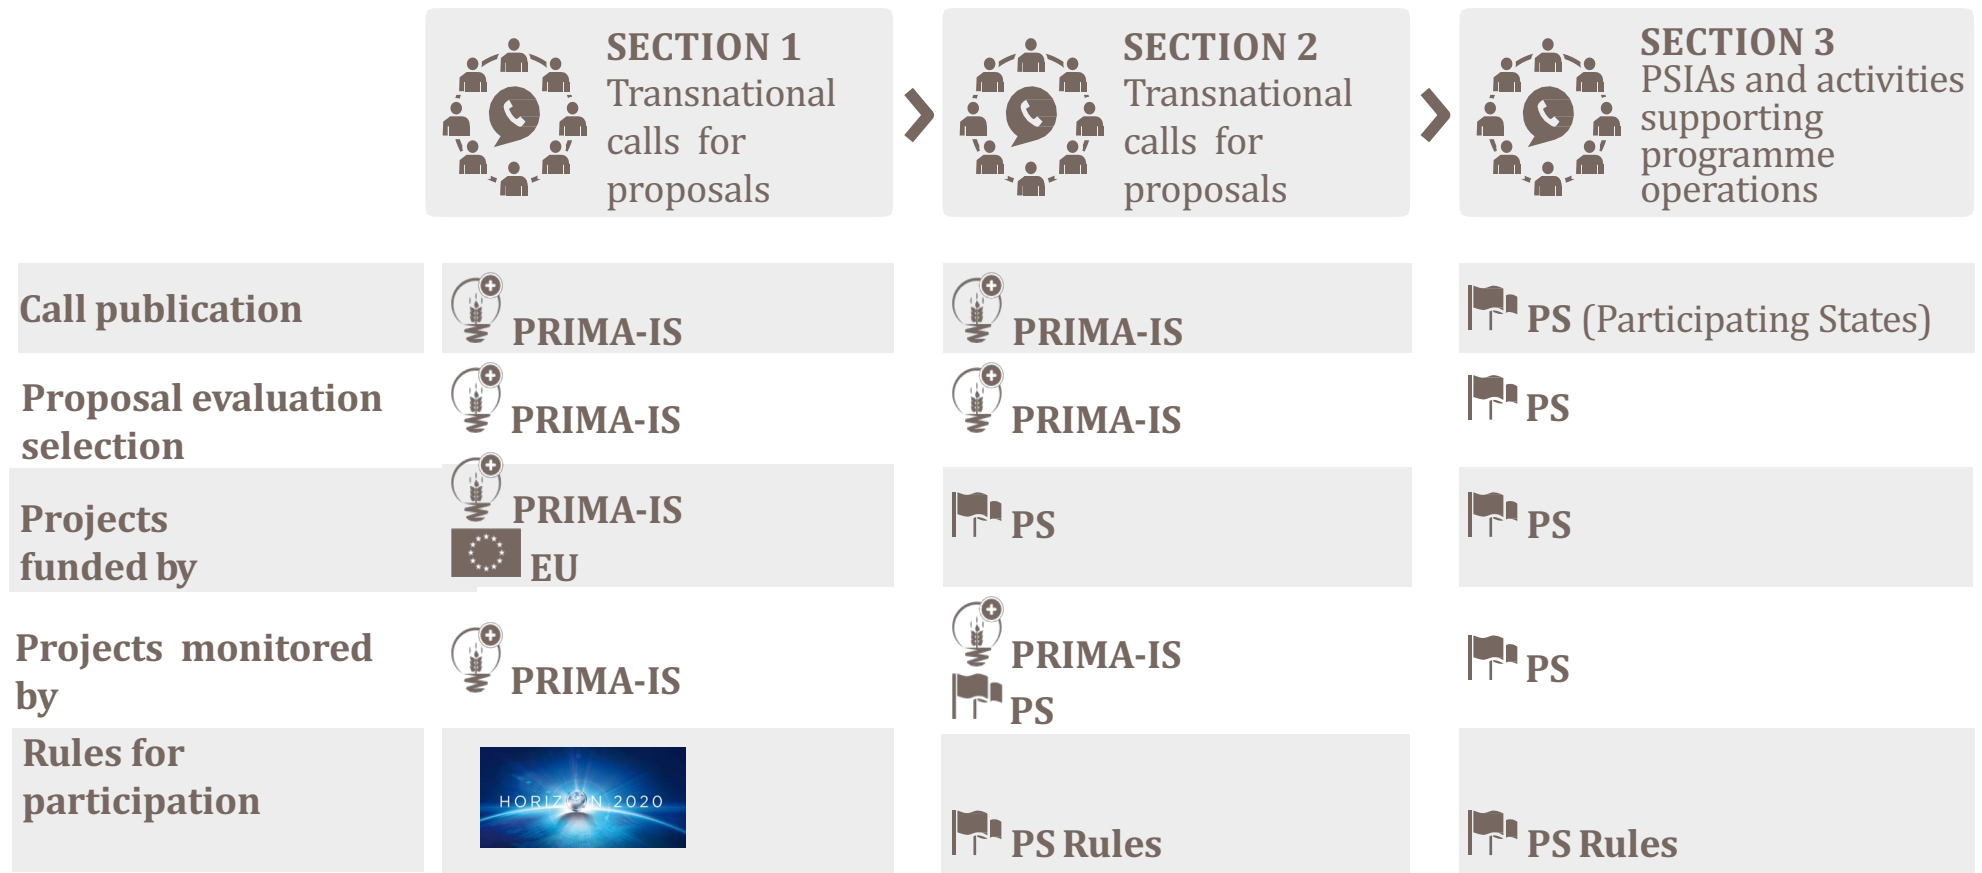 SECTION 1
Transnational
calls for
proposals
SECTION 2
Transnational
calls for
proposals
SECTION 3
PSIAs and activities
supporting
programme
operations
Call publication
PRIMA-IS
PRIMA-IS
PS (Participating States)
Proposal evaluation
selection
PRIMA-IS
PRIMA-IS
PS
Projects
funded by
PRIMA-IS
EU
PS
PS
Projects monitored
by
PRIMA-IS
PRIMA-IS
PS
PS
Rules for
participation
HORIZON 2020
PS Rules
PS Rules